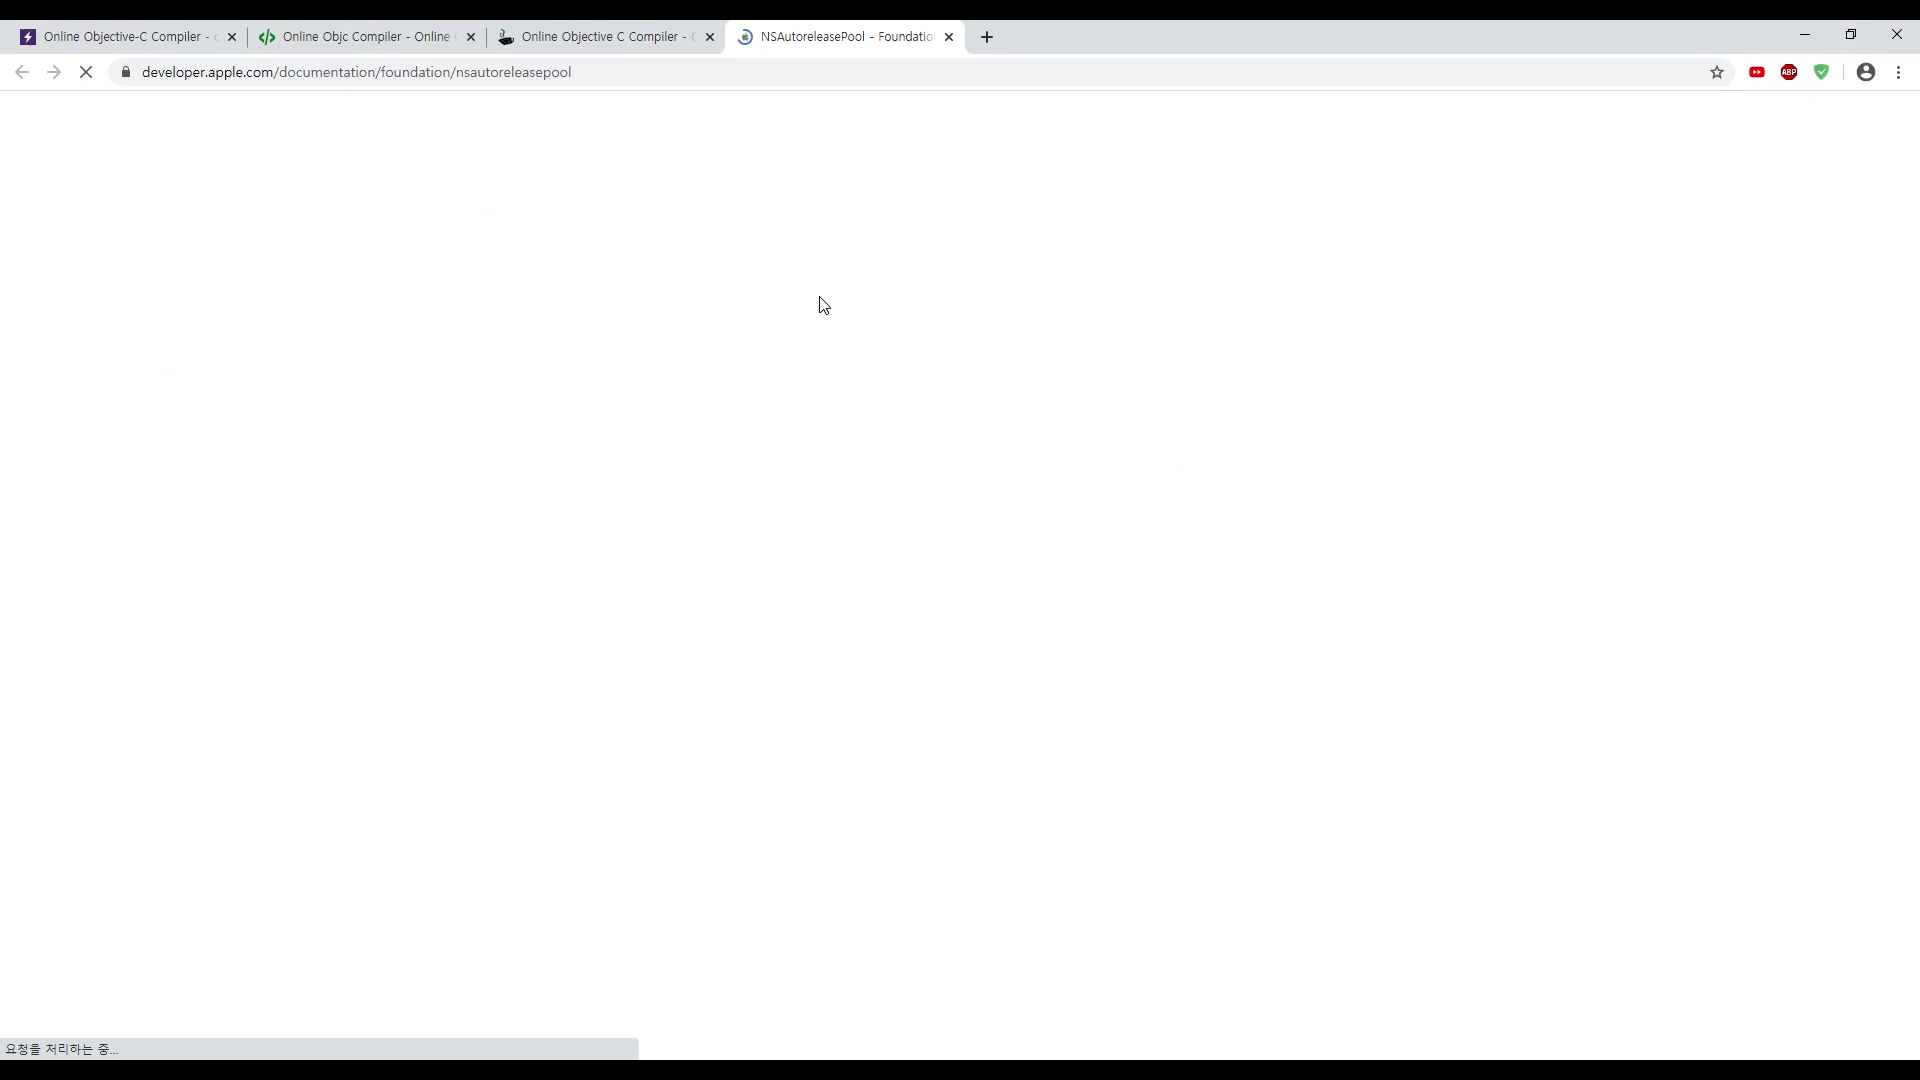 Online Objective-C Compiler -
Online Objc Compiler - Online
Online Objective C Compiler -
NSAutoreleasePool - Foundatio
developer.apple.com/documentation/foundation/nsautoreleasepool
ABP
요청을 처리하는 중...